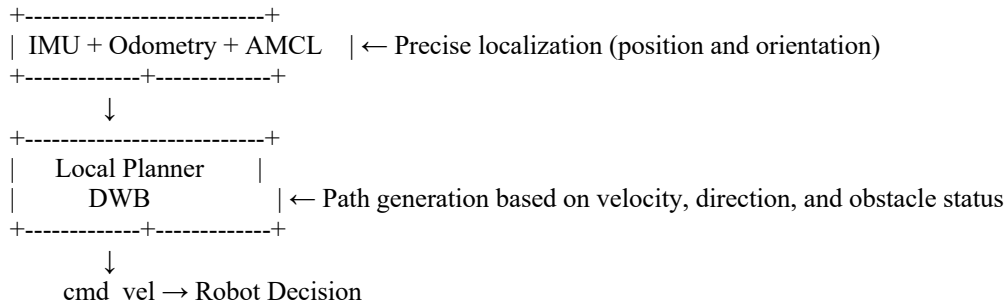 +---------------------------+
| IMU + Odometry + AMCL | ← Precise localization (position and orientation)
+-------------+-------------+
↓
+---------------------------+
| Local Planner |
| DWB | ← Path generation based on velocity, direction, and obstacle status
+-------------+-------------+
↓
cmd_vel → Robot Decision